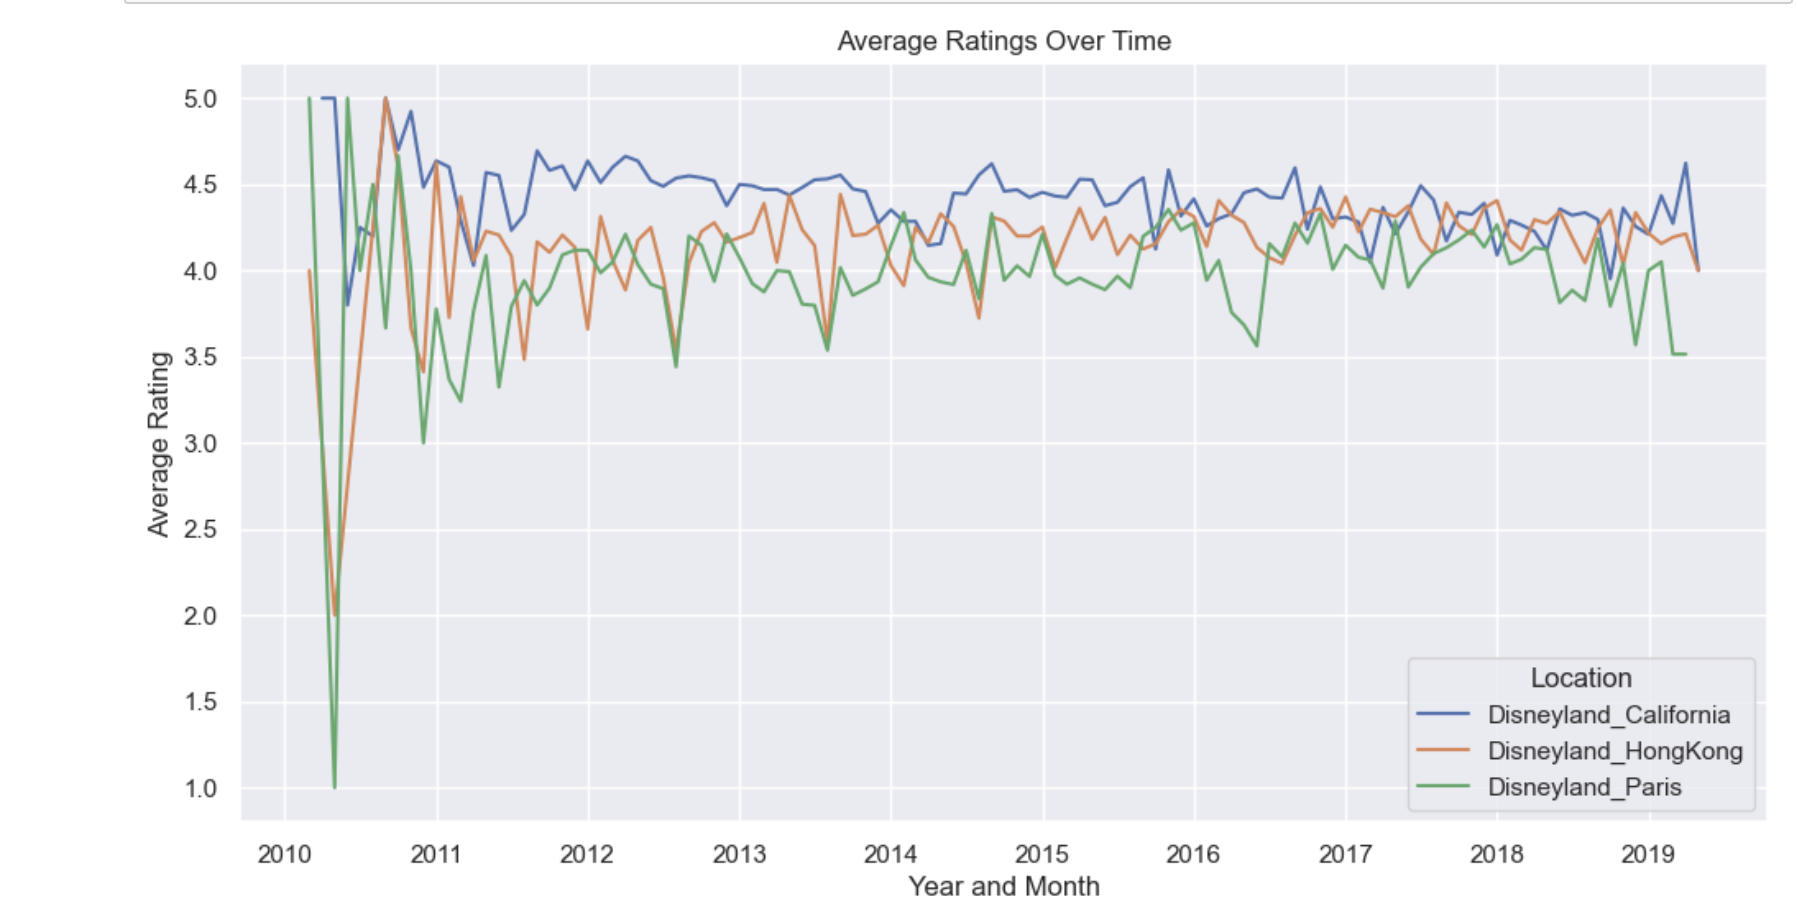 Average Ratings Over Time
5.0
4.5
4.0
3.5
3.0
2.5
2.0
1.5
1.0
Average Rating
2010 2011 2012 2013 2014 2015 2016 2017 2018 2019
Year and Month
Location
Disneyland_California
Disneyland_HongKong
Disneyland_Paris